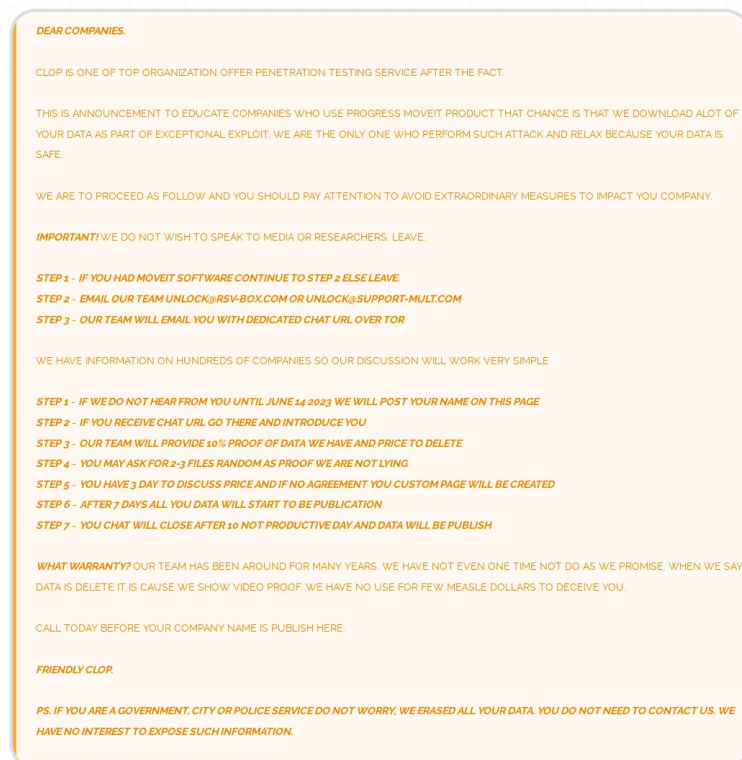 DEAR COMPANIES.
CLOP IS ONE OF TOP ORGANIZATION OFFER PENETRATION TESTING SERVICE AFTER THE FACT.
THIS IS ANNOUNCEMENT TO EDUCATE COMPANIES WHO USE PROGRESS MOVEIT PRODUCT THAT CHANCE IS THAT WE DOWNLOAD ALOT OF
YOUR DATA AS PART OF EXCEPTIONAL EXPLOIT. WE ARE THE ONLY ONE WHO PERFORM SUCH ATTACK AND RELAX BECAUSE YOUR DATA IS
SAFE.
WE ARE TO PROCEED AS FOLLOW AND YOU SHOULD PAY ATTENTION TO AVOID EXTRAORDINARY MEASURES TO IMPACT YOU COMPANY.
IMPORTANT! WE DO NOT WISH TO SPEAK TO MEDIA OR RESEARCHERS. LEAVE.
STEP 1 - IF YOU HAD MOVEIT SOFTWARE CONTINUE TO STEP 2 ELSE LEAVE.
STEP 2 - EMAIL OUR TEAM UNLOCK@RSV-BOX.COM OR UNLOCK@SUPPORT-MULT.COM
STEP 3 - OUR TEAM WILL EMAIL YOU WITH DEDICATED CHAT URL OVER TOR
WE HAVE INFORMATION ON HUNDREDS OF COMPANIES SO OUR DISCUSSION WILL WORK VERY SIMPLE
STEP 1 - IF WE DO NOT HEAR FROM YOU UNTIL JUNE 14 2023 WE WILL POST YOUR NAME ON THIS PAGE
STEP 2 - IF YOU RECEIVE CHAT URL GO THERE AND INTRODUCE YOU
STEP 3 - OUR TEAM WILL PROVIDE 10% PROOF OF DATA WE HAVE AND PRICE TO DELETE
STEP 4 - YOU MAY ASK FOR 2-3 FILES RANDOM AS PROOF WE ARE NOT LYING
STEP 5 - YOU HAVE 3 DAY TO DISCUSS PRICE AND IF NO AGREEMENT YOU CUSTOM PAGE WILL BE CREATED
STEP 6 - AFTER 7 DAYS ALL YOU DATA WILL START TO BE PUBLICATION
STEP 7 - YOU CHAT WILL CLOSE AFTER 10 NOT PRODUCTIVE DAY AND DATA WILL BE PUBLISH
WHAT WARRANTY? OUR TEAM HAS BEEN AROUND FOR MANY YEARS. WE HAVE NOT EVEN ONE TIME NOT DO AS WE PROMISE. WHEN WE SAY
DATA IS DELETE IT IS CAUSE WE SHOW VIDEO PROOF. WE HAVE NO USE FOR FEW MEASLE DOLLARS TO DECEIVE YOU.
CALL TODAY BEFORE YOUR COMPANY NAME IS PUBLISH HERE.
FRIENDLY CLOP.
PS. IF YOU ARE A GOVERNMENT, CITY OR POLICE SERVICE DO NOT WORRY, WE ERASED ALL YOUR DATA. YOU DO NOT NEED TO CONTACT US. WE
HAVE NO INTEREST TO EXPOSE SUCH INFORMATION.